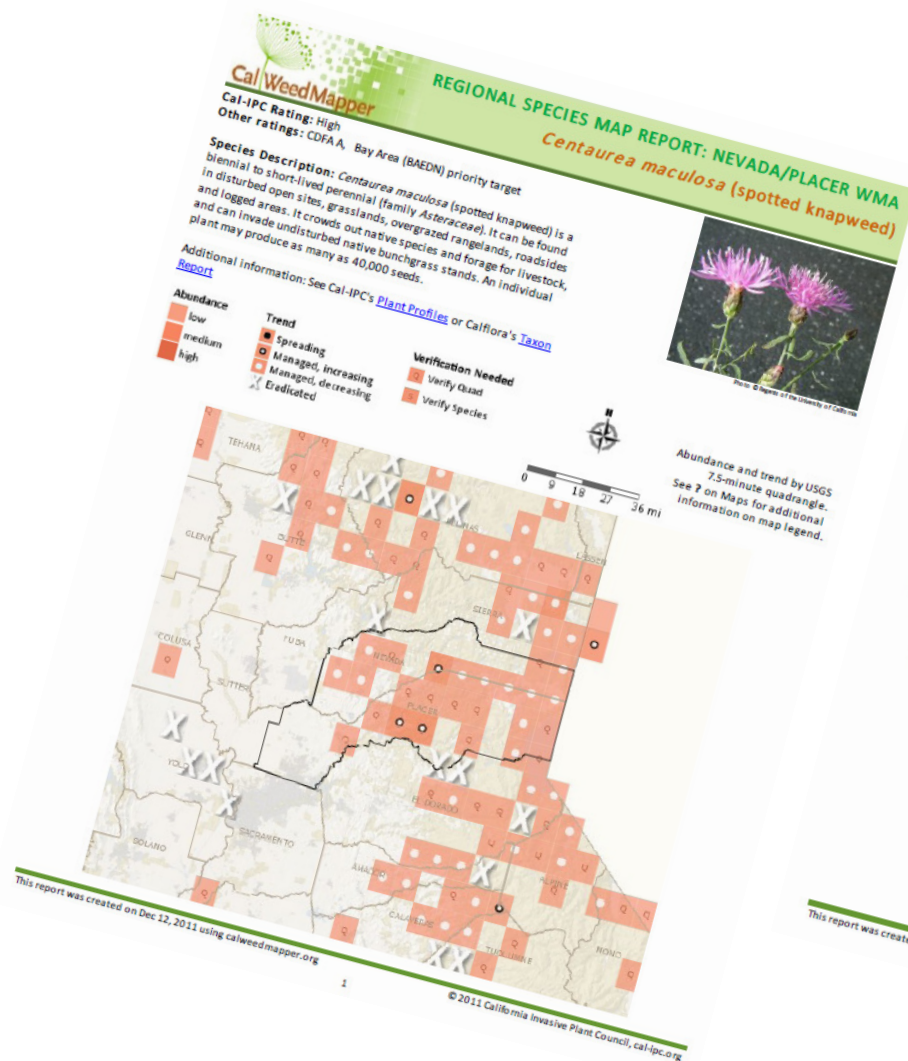 Cal WeedMapper
REGIONAL SPECIES MAP REPORT: NEVADA/PLACER WMA
Centaurea maculosa (spotted knapweed)
Cal-IPC Rating: High
Other ratings: CDFA A, Bay Area (BAEDN) priority target
Species Description: Centaurea maculosa (spotted knapweed) is a
biennial to short-lived perennial (family Asteraceae). It can be found
in disturbed open sites, grasslands, overgrazed rangelands, roadsides
and logged areas. It crowds out native species and forage for livestock,
and can invade undisturbed native bunchgrass stands. An individual
plant may produce as many as 40,000 seeds.
Additional information: See Cal-IPC's Plant Profiles or Calflora's Taxon
Report
Photo © Regents of the University of California
Abundance
low
medium
high
Trend
Spreading
Managed, increasing
Managed, decreasing
Eradicated
Verification Needed
Verify Quad
Verify Species
N
0 9 18 27 36 mi
Abundance and trend by USGS
7.5-minute quadrangle.
See ? on Maps for additional
information on map legend.
TEHAMA
GLENN
BUTTE
LASSEN
SIERRA
COLUSA
YUBA
NEVADA
SUTTER
PLACER
YOLO
EL DORADO
SACRAMENTO
SOLANO
AMADOR
ALPINE
CALAVERAS
TUOLUMNE
MONO
This report was created on Dec 12, 2011 using calweedmapper.org
1
© 2011 California Invasive Plant Council, cal-ipc.org
This report was create